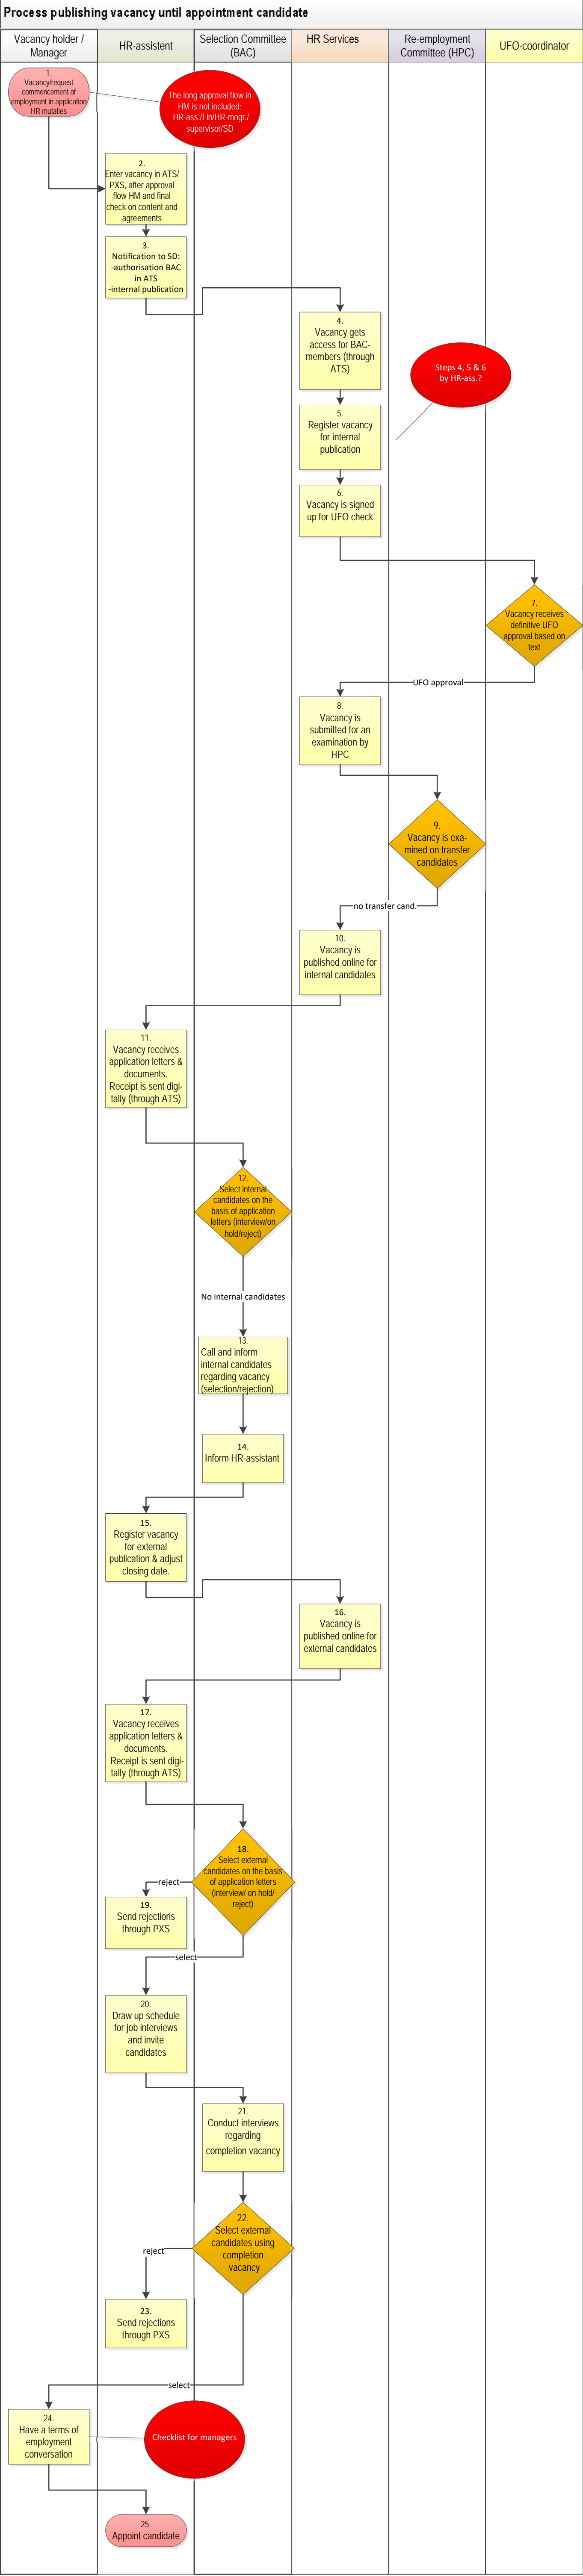 Process publishing vacancy until appointment candidate
Vacancy holder /
Manager
HR-assistent
Selection Committee
(BAC)
HR Services
Re-employment
Committee (HPC)
UFO-coördinator
1.
Vacancy/request
commencement of
employment in application
HR mutaties
The long approval flow in
HM is not included:
HR-ass./Fin/HR-mngr./
supervisor/SD
2.
Enter vacancy in ATS/
PXS, after approval
flow HM and final
check on content and
agreements
3.
Notification to SD:
-authorisation BAC
in ATS
-internal publication
4.
Vacancy gets
access for BAC-
members (through
ATS)
Steps 4, 5 & 6
by HR-ass.?
5.
Register vacancy
for internal
publication
6.
Vacancy is signed
up for UFO check
7.
Vacancy receives
definitive UFO
approval based on
text
UFO approval
8.
Vacancy is
submitted for an
examination by
HPC
9.
Vacancy is exa-
mined on transfer
candidates
no transfer cand.
10.
Vacancy is
published online for
internal candidates
11.
Vacancy receives
application letters &
documents.
Receipt is sent digi-
tally (through ATS)
12.
Select internal
candidates on the
basis of application
letters (interview/on
hold/reject)
No internal candidates
13.
Call and inform
internal candidates
regarding vacancy
(selection/rejection)
14.
Inform HR-assistant
15.
Register vacancy
for external
publication & adjust
closing date.
16.
Vacancy is
published online for
external candidates
17.
Vacancy receives
application letters &
documents.
Receipt is sent digi-
tally (through ATS)
18.
Select external
candidates on the basis
of application letters
(interview/ on hold/
reject)
reject
19.
Send rejections
through PXS
select
20.
Draw up schedule
for job interviews
and invite
candidates
21.
Conduct interviews
regarding
completion vacancy
22.
Select external
candidates using
completion
vacancy
reject
23.
Send rejections
through PXS
select
24.
Have a terms of
employment
conversation
Checklist for managers
25.
Appoint candidate